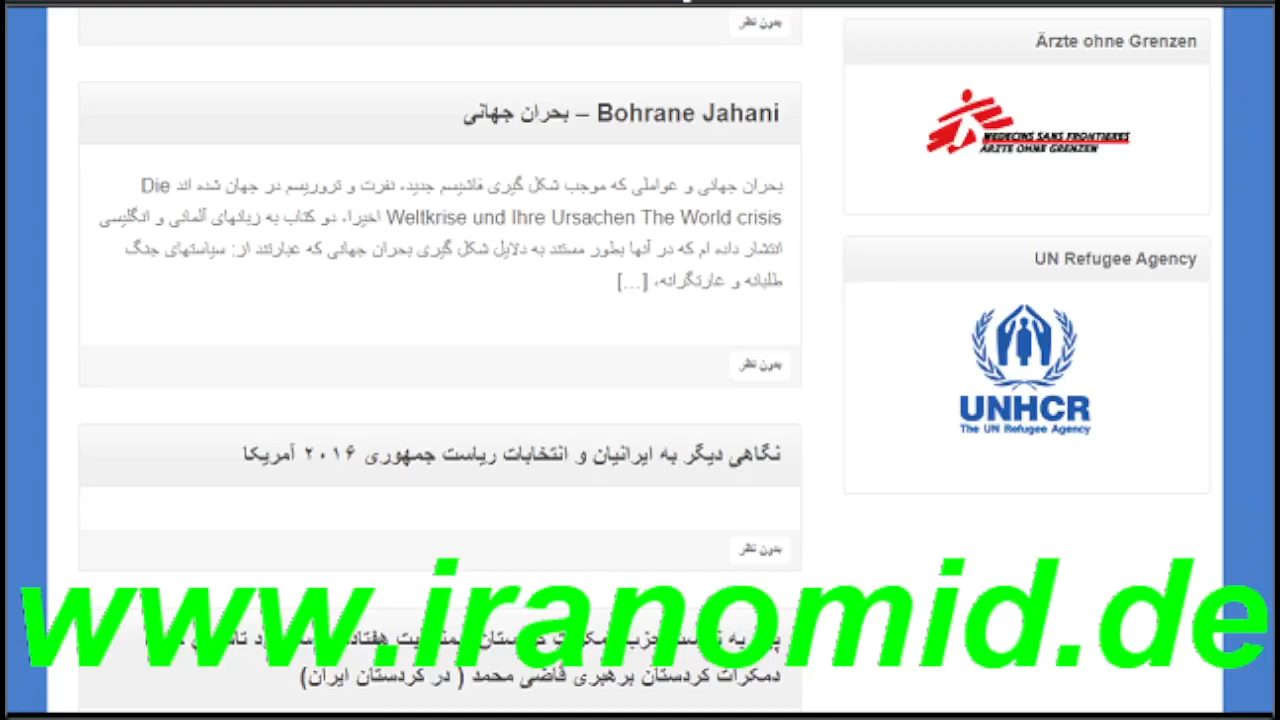 بدون نظر
Bohrane Jahani – بحران جهانی
بحران جهانی و عواملی که موجب شکل گیری فاشیسم جدید، نفرت و تروریسم در جهان شده اند Die
Weltkrise und Ihre Ursachen The World crisis اخیرا، دو کتاب به زبانهای آلمانی و انگلیسی
انتشار داده ام که در آنها بطور مستند به دلایل شکل گیری بحران جهانی که عبارتند از: سیاستهای جنگ
طلبانه و غارتگرانه، […]
بدون نظر
نگاهی دیگر به ایرانیان و انتخابات ریاست جمهوری ۲۰۱۶ آمریکا
بدون نظر
دمکرات کردستان برهبری قاضی محمد ( در کردستان ایران)
Ärzte ohne Grenzen
MEDECINS SANS FRONTIERES
ÄRZTE OHNE GRENZEN
UN Refugee Agency
UNHCR
The UN Refugee Agency
www.iranomid.de